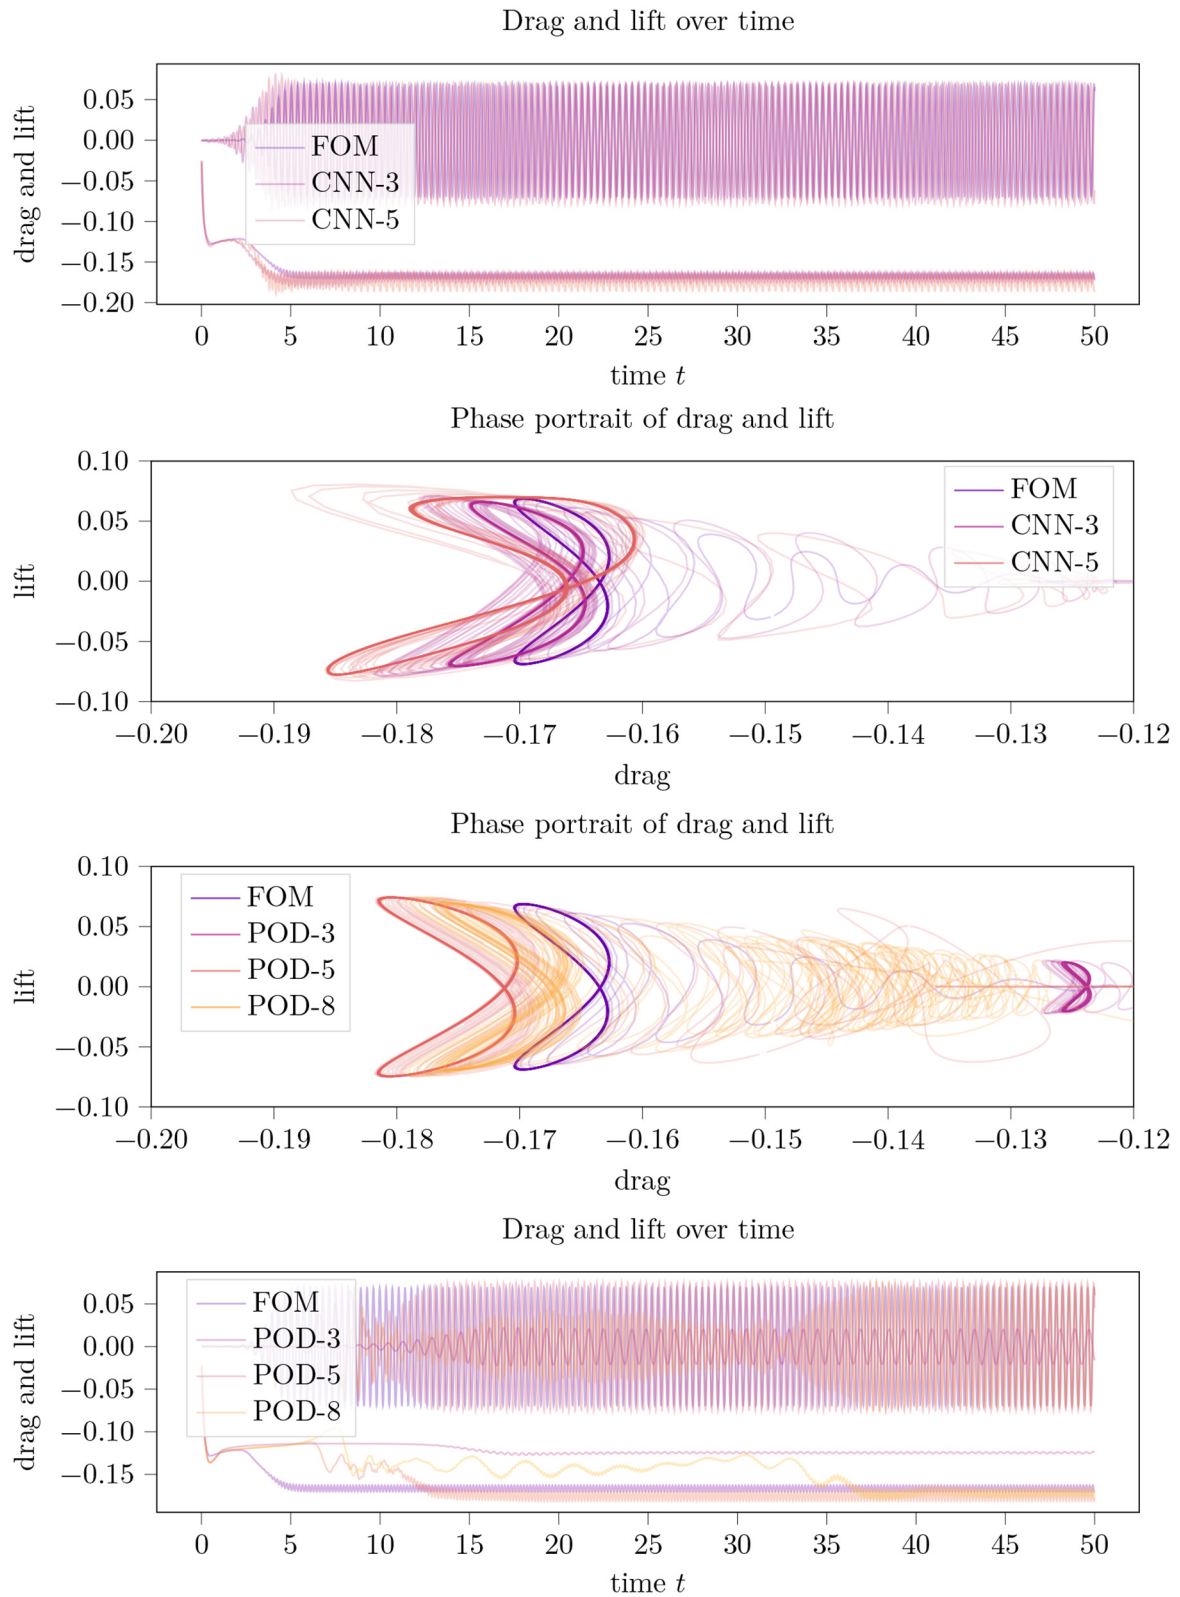 Drag and lift over time
drag and lift
0.05
0.00
−0.05
−0.10
−0.15
−0.20
FOM
CNN-3
CNN-5
0 5 10 15 20 25 30 35 40 45 50
time t
Phase portrait of drag and lift
lift
0.10
0.05
0.00
−0.05
−0.10
FOM
CNN-3
CNN-5
−0.20 −0.19 −0.18 −0.17 −0.16 −0.15 −0.14 −0.13 −0.12
drag
Phase portrait of drag and lift
lift
0.10
0.05
0.00
−0.05
−0.10
FOM
POD-3
POD-5
POD-8
−0.20 −0.19 −0.18 −0.17 −0.16 −0.15 −0.14 −0.13 −0.12
drag
Drag and lift over time
drag and lift
0.05
0.00
−0.05
−0.10
−0.15
FOM
POD-3
POD-5
POD-8
0 5 10 15 20 25 30 35 40 45 50
time t